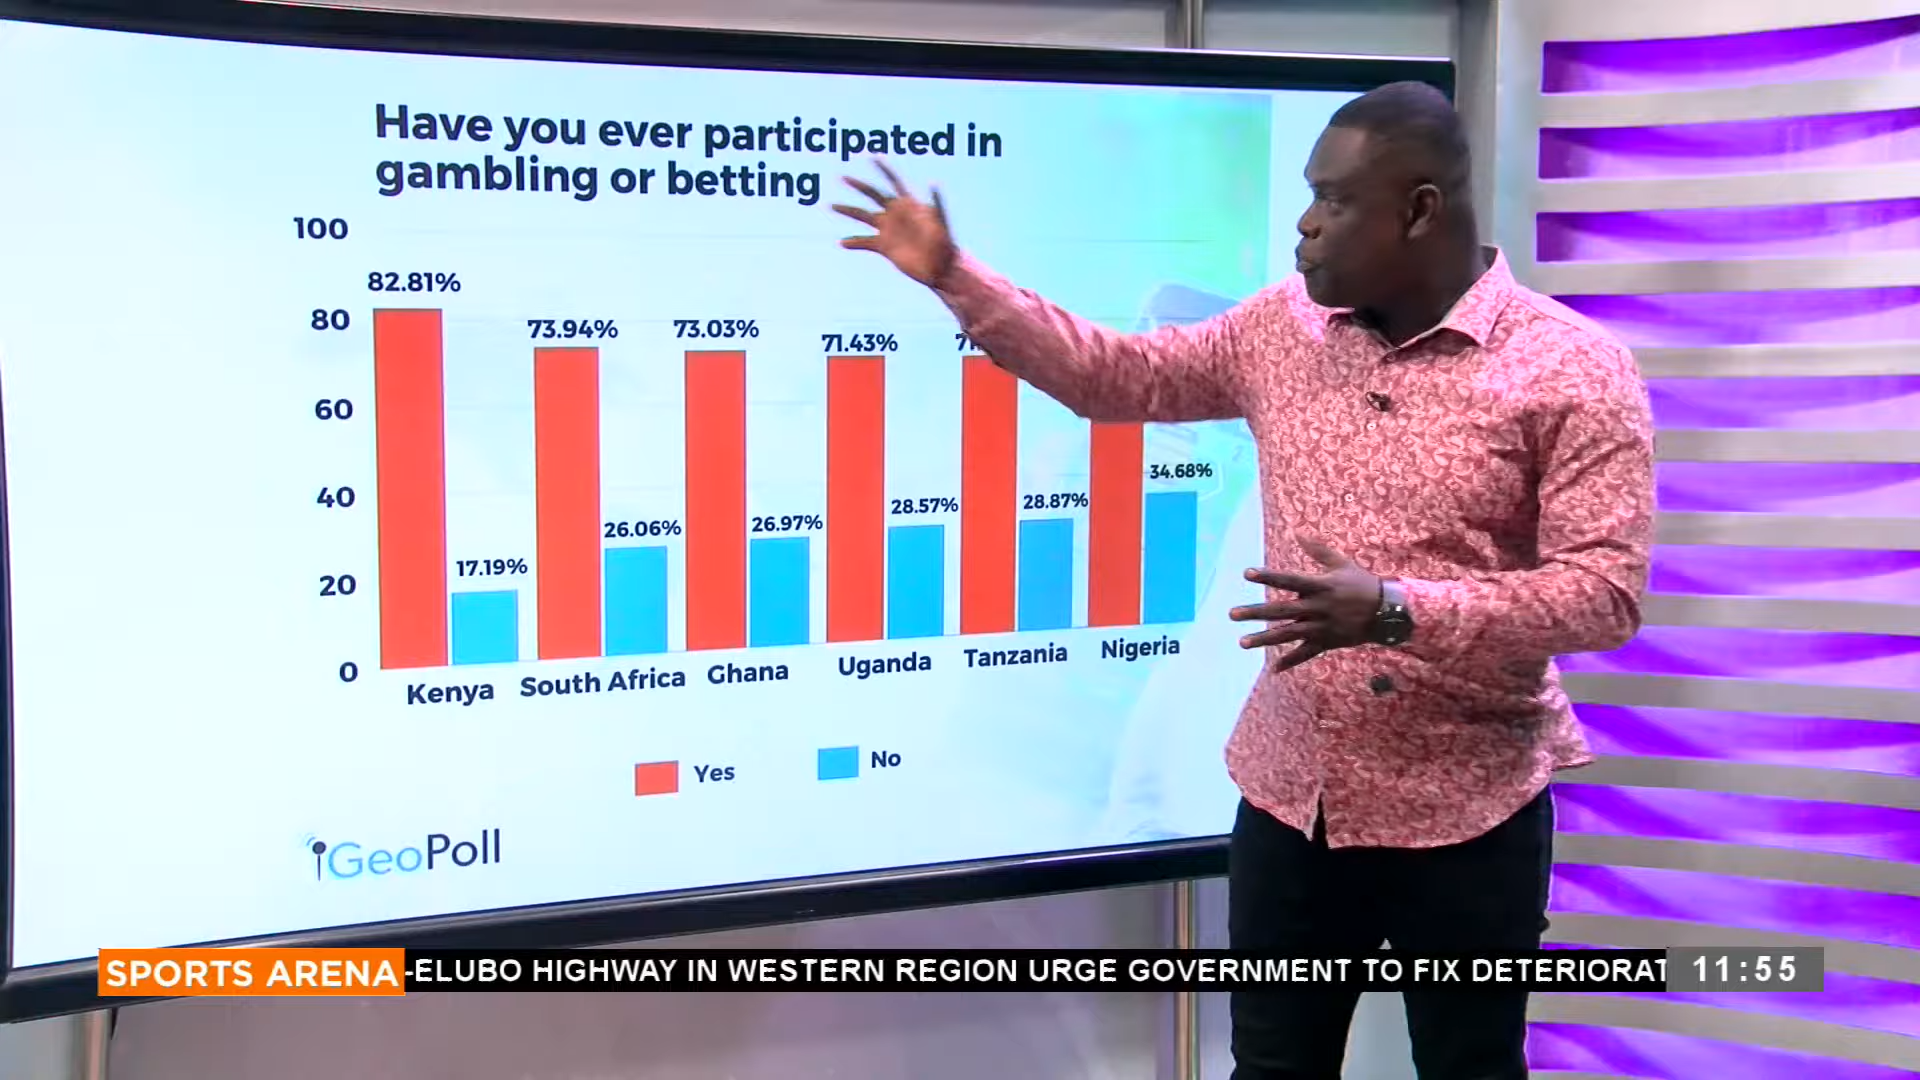 Have you ever participated in
gambling or betting
100
80
60
40
20
0
82.81%
17.19%
73.94%
26.06%
73.03%
26.97%
71.43%
28.57%
28.87%
34.68%
Kenya
South Africa
Ghana
Uganda
Tanzania
Nigeria
Yes
No
GeoPoll
SPORTS ARENA
-ELUBO HIGHWAY IN WESTERN REGION URGE GOVERNMENT TO FIX
11:55